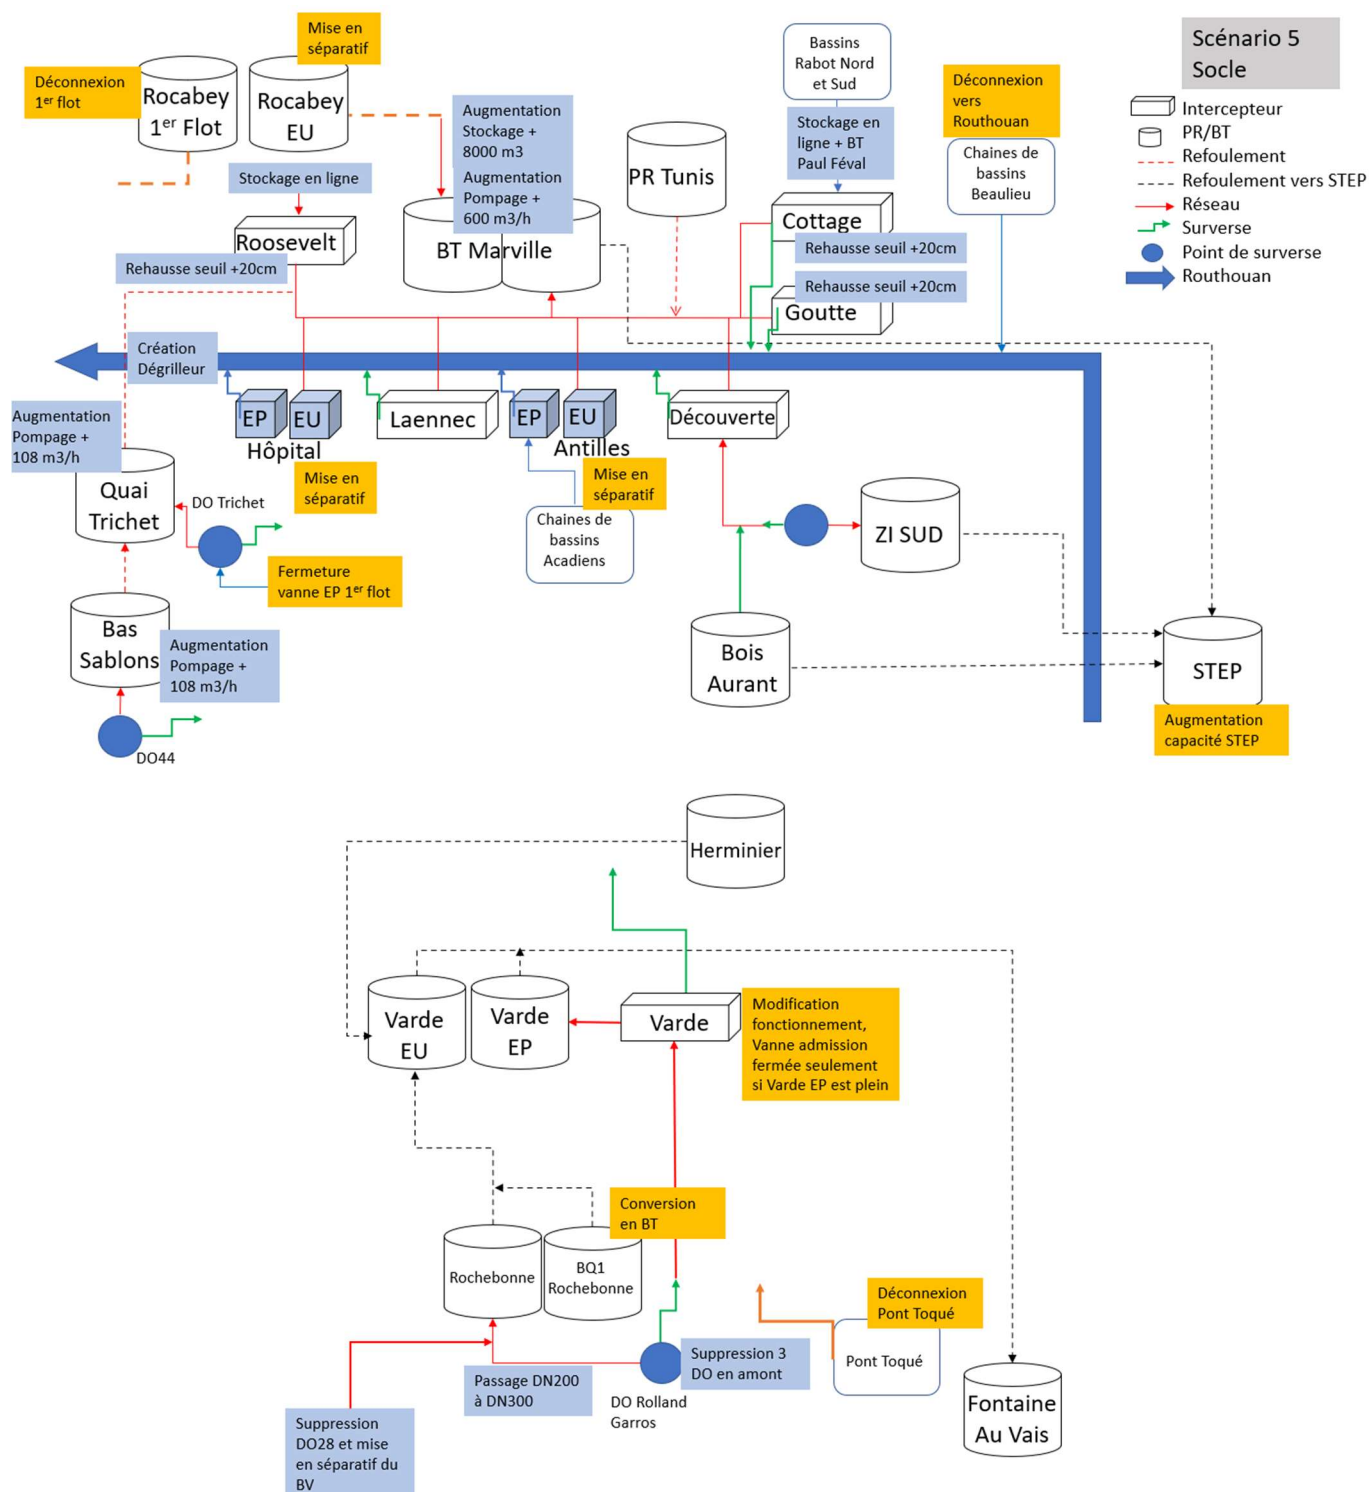 Scénario 5
Socle
Intercepteur
PR/BT
Refoulement
Refoulement vers STEP
Réseau
Surverse
Point de surverse
Routhouan
Mise en
séparatif
Déconnexion
1er flot
Rocabey
1er Flot
Rocabey
EU
Augmentation
Stockage +
8000 m3
Augmentation
Pompage +
600 m3/h
BT Marville
PR Tunis
Bassins
Rabot Nord
et Sud
Stockage en
ligne + BT
Paul Féval
Déconnexion
vers
Routhouan
Chaines de
bassins
Beaulieu
Stockage en ligne
Roosevelt
Rehausse seuil +20cm
Cottage
Rehausse seuil +20cm
Rehausse seuil +20cm
Goutte
Création
Dégrilleur
Augmentation
Pompage +
108 m3/h
EP
EU
Hôpital
Mise en
séparatif
Laennec
EP
EU
Antilles
Mise en
séparatif
Chaines de
bassins
Acadiens
Découverte
Quai
Trichet
DO Trichet
Fermeture
vanne EP 1er flot
ZI SUD
Bas
Sablons
Augmentation
Pompage +
108 m3/h
DO44
Bois
Aurant
STEP
Augmentation
capacité STEP
Herminier
Varde
EU
Varde
EP
Varde
Modification
fonctionnement,
Vanne admission
fermée seulement
si Varde EP est plein
Conversion
en BT
Rochebonne
BQ1
Rochebonne
Suppression 3
DO en amont
DO Rolland
Garros
Passage DN200
à DN300
Suppression
DO28 et mise
en séparatif du
BV
Déconnexion
Pont Toqué
Pont Toqué
Fontaine
Au Vais